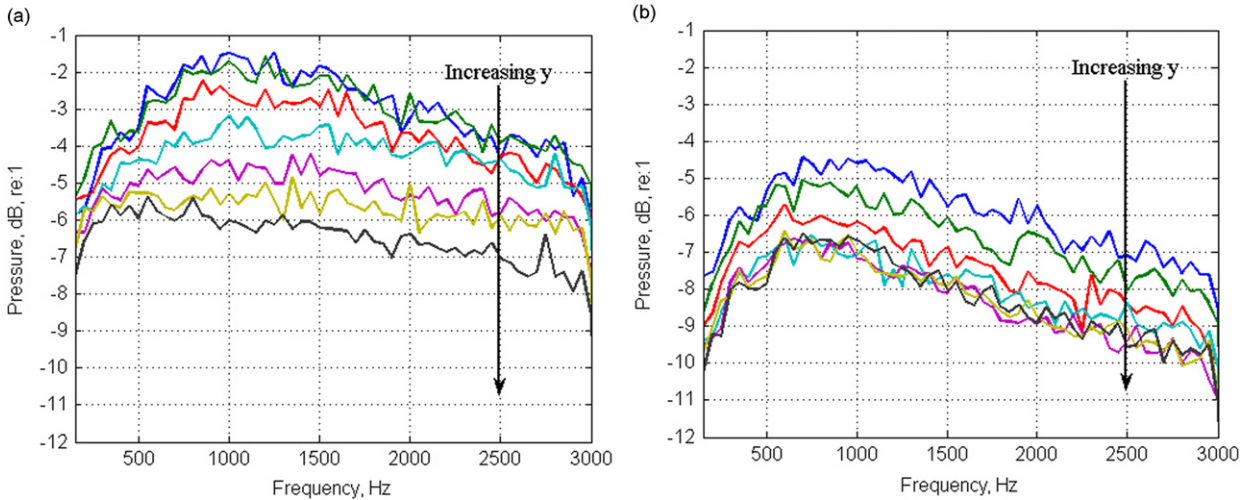 (a)
-1
-2
-3
-4
-5
-6
-7
-8
-9
-10
-11
-12
Pressure, dB, re:1
Increasing y
500 1000 1500 2000 2500 3000
Frequency, Hz
(b)
-1
-2
-3
-4
-5
-6
-7
-8
-9
-10
-11
-12
Pressure, dB, re:1
Increasing y
500 1000 1500 2000 2500 3000
Frequency, Hz